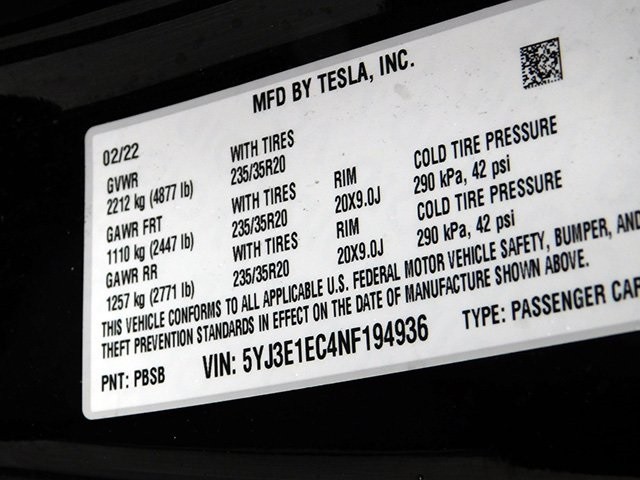 MFD BY TESLA, INC.
02/22
GVWR WITH TIRES
2212 kg (4877 lb) 235/35R20
GAWR FRT WITH TIRES RIM COLD TIRE PRESSURE
1110 kg (2447 lb) 235/35R20 20X9.0J 290 kPa, 42 psi
GAWR RR WITH TIRES RIM COLD TIRE PRESSURE
1257 kg (2771 lb) 235/35R20 20X9.0J 290 kPa, 42 psi
THIS VEHICLE CONFORMS TO ALL APPLICABLE U.S. FEDERAL MOTOR VEHICLE SAFETY, BUMPER, AND
THEFT PREVENTION STANDARDS IN EFFECT ON THE DATE OF MANUFACTURE SHOWN ABOVE.
PNT: PBSB VIN: 5YJ3E1EC4NF194936 TYPE: PASSENGER CAR